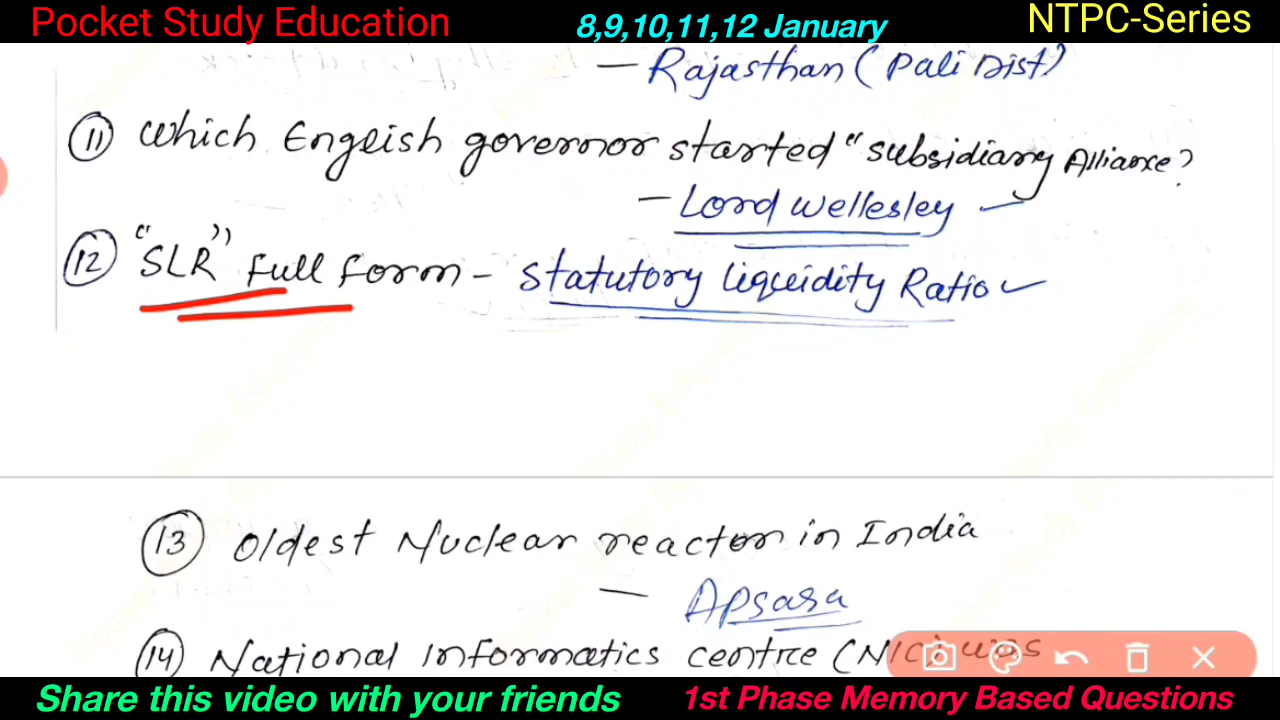 Pocket Study Education
8,9,10,11,12 January
NTPC-Series
— Rajasthan (Pali Dist)
11 Which English governor started "subsidiary Alliance?
— Lord Wellesley
12 "SLR" full form - Statutory liquidity Ratio
13 Oldest Nuclear reactor in India
— Apsara
14 National Informatics centre (NIC) was
Share this video with your friends
1st Phase Memory Based Questions